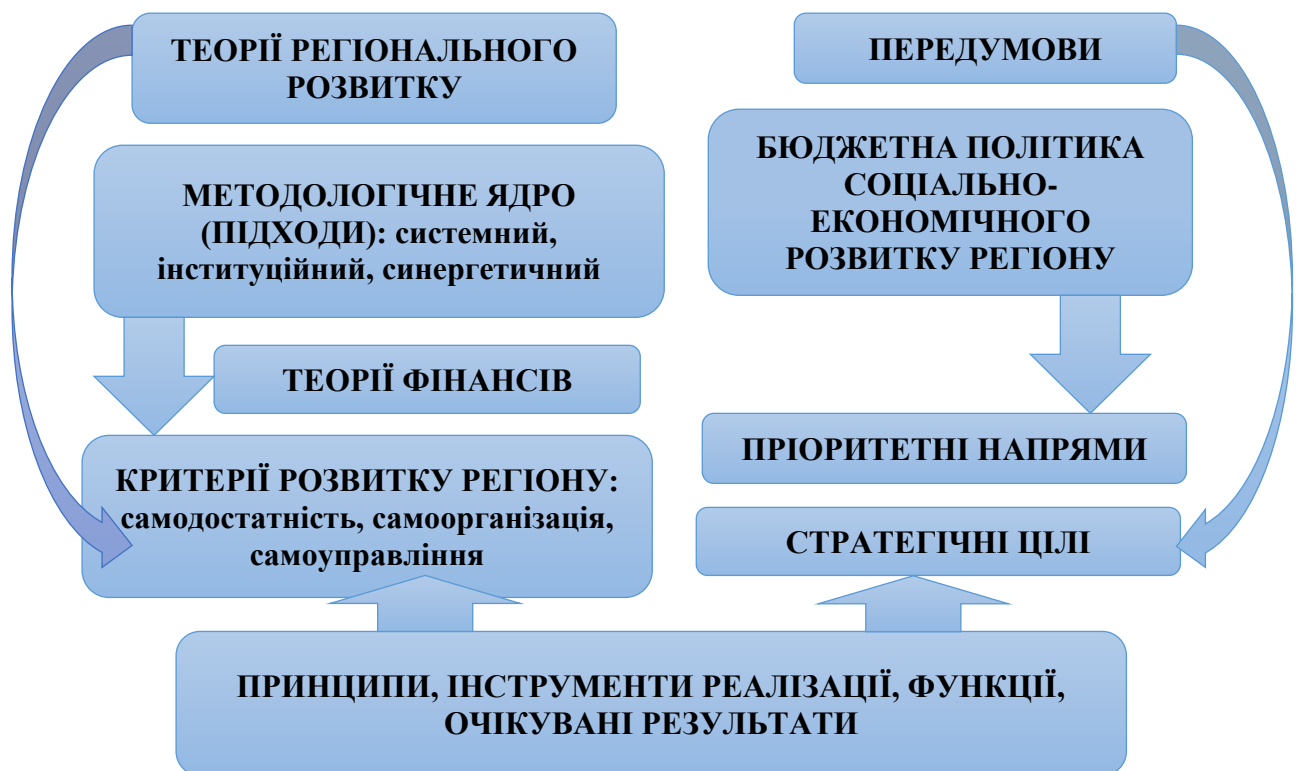 ТЕОРІЇ РЕГІОНАЛЬНОГО
РОЗВИТКУ
МЕТОДОЛОГІЧНЕ ЯДРО
(ПІДХОДИ): системний,
інституційний, синергетичний
ТЕОРІЇ ФІНАНСІВ
КРИТЕРІЇ РОЗВИТКУ РЕГІОНУ:
самодостатність, самоорганізація,
самоуправління
ПЕРЕДУМОВИ
БЮДЖЕТНА ПОЛІТИКА
СОЦІАЛЬНО-
ЕКОНОМІЧНОГО
РОЗВИТКУ РЕГІОНУ
ПРІОРИТЕТНІ НАПРЯМИ
СТРАТЕГІЧНІ ЦІЛІ
ПРИНЦИПИ, ІНСТРУМЕНТИ РЕАЛІЗАЦІЇ, ФУНКЦІЇ,
ОЧІКУВАНІ РЕЗУЛЬТАТИ